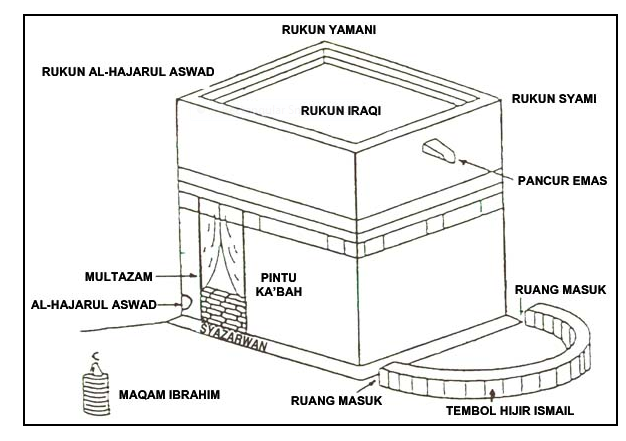 RUKUN YAMANI
RUKUN AL-HAJARUL ASWAD
RUKUN IRAQI
RUKUN SYAMI
PANCUR EMAS
MULTAZAM
PINTU
KA'BAH
RUANG MASUK
AL-HAJARUL ASWAD
SYAZARWAN
MAQAM IBRAHIM
RUANG MASUK
TEMBOL HIJIR ISMAIL